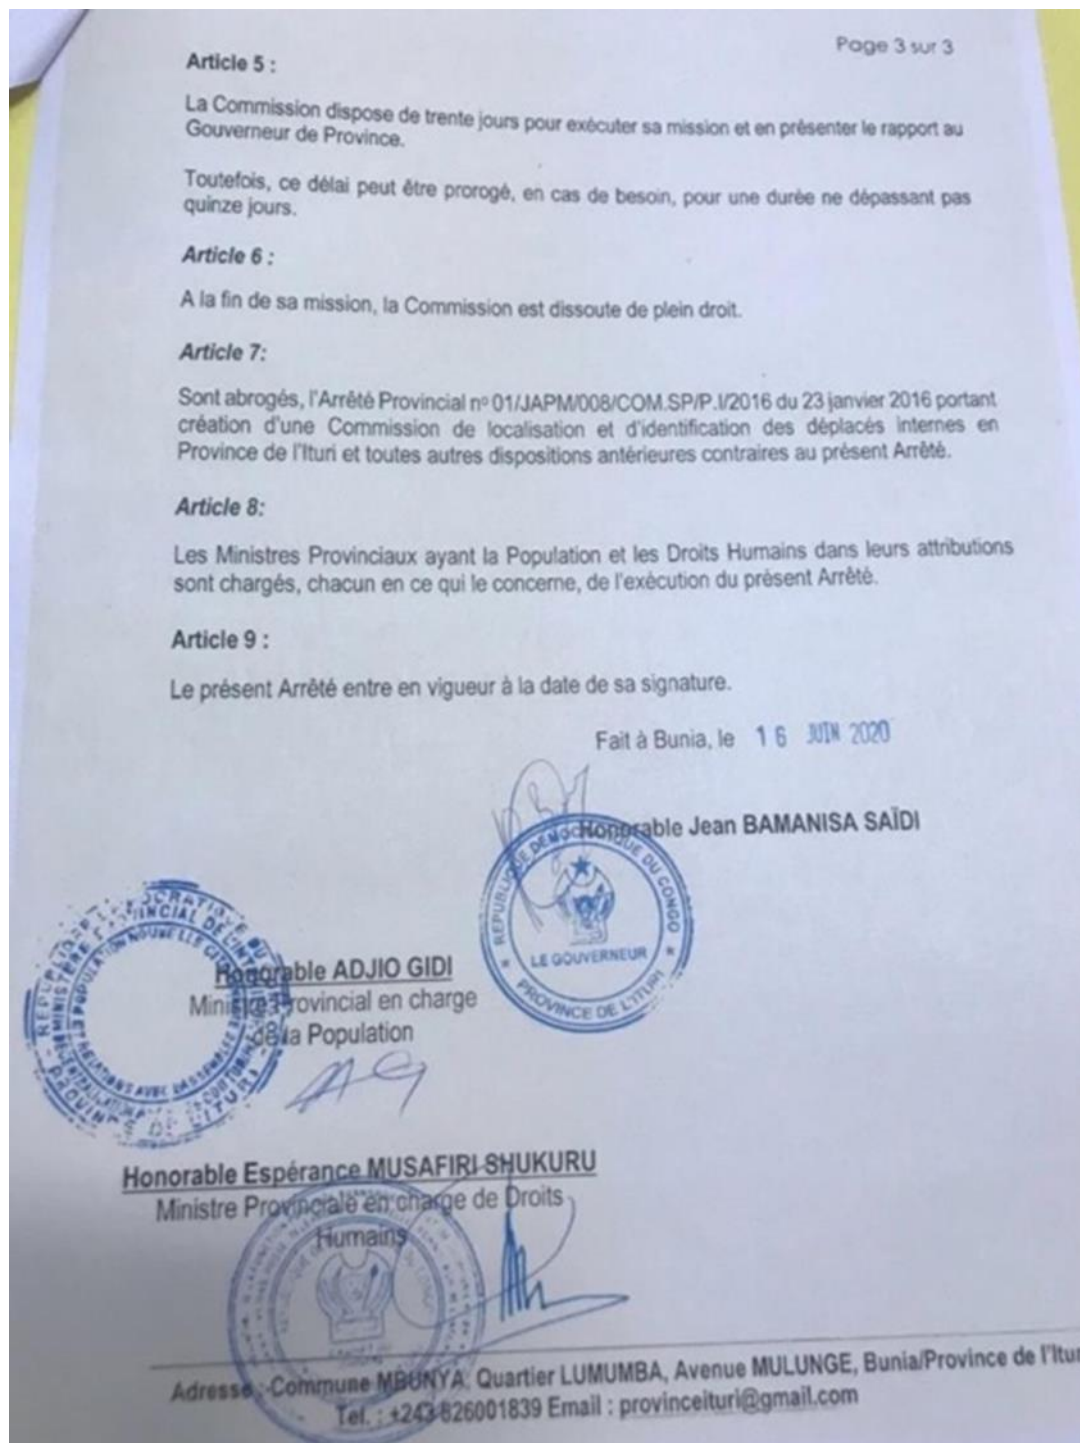 Page 3 sur 3
Article 5 :
La Commission dispose de trente jours pour exécuter sa mission et en présenter le rapport au
Gouverneur de Province.
Toutefois, ce délai peut être prorogé, en cas de besoin, pour une durée ne dépassant pas
quinze jours.
Article 6 :
A la fin de sa mission, la Commission est dissoute de plein droit.
Article 7:
Sont abrogés, l'Arrêté Provincial nº 01/JAPM/008/COM.SP/P.I/2016 du 23 janvier 2016 portant
création d'une Commission de localisation et d'identification des déplacés internes en
Province de l'Ituri et toutes autres dispositions antérieures contraires au présent Arrêté.
Article 8:
Les Ministres Provinciaux ayant la Population et les Droits Humains dans leurs attributions
sont chargés, chacun en ce qui le concerne, de l'exécution du présent Arrêté.
Article 9 :
Le présent Arrêté entre en vigueur à la date de sa signature.
Fait à Bunia, le 16 JUIN 2020
Honorable Jean BAMANISA SAÏDI
REPUBLIQUE DEMOCRATIQUE DU CONGO
LE GOUVERNEUR
PROVINCE DE L'ITURI
Honorable ADJIO GIDI
Ministre Provincial en charge
de la Population
PROVINCE DE L'ITURI
Honorable Espérance MUSAFIRI SHUKURU
Ministre Provinciale en charge de Droits
Humains
Adresse : Commune MBUNYA, Quartier LUMUMBA, Avenue MULUNGE, Bunia/Province de l'Itur
Tel. : +243 826001839 Email : provinceituri@gmail.com